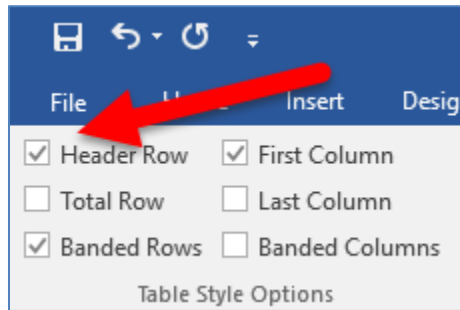 File Insert Desig
Header Row First Column
Total Row Last Column
Banded Rows Banded Columns
Table Style Options